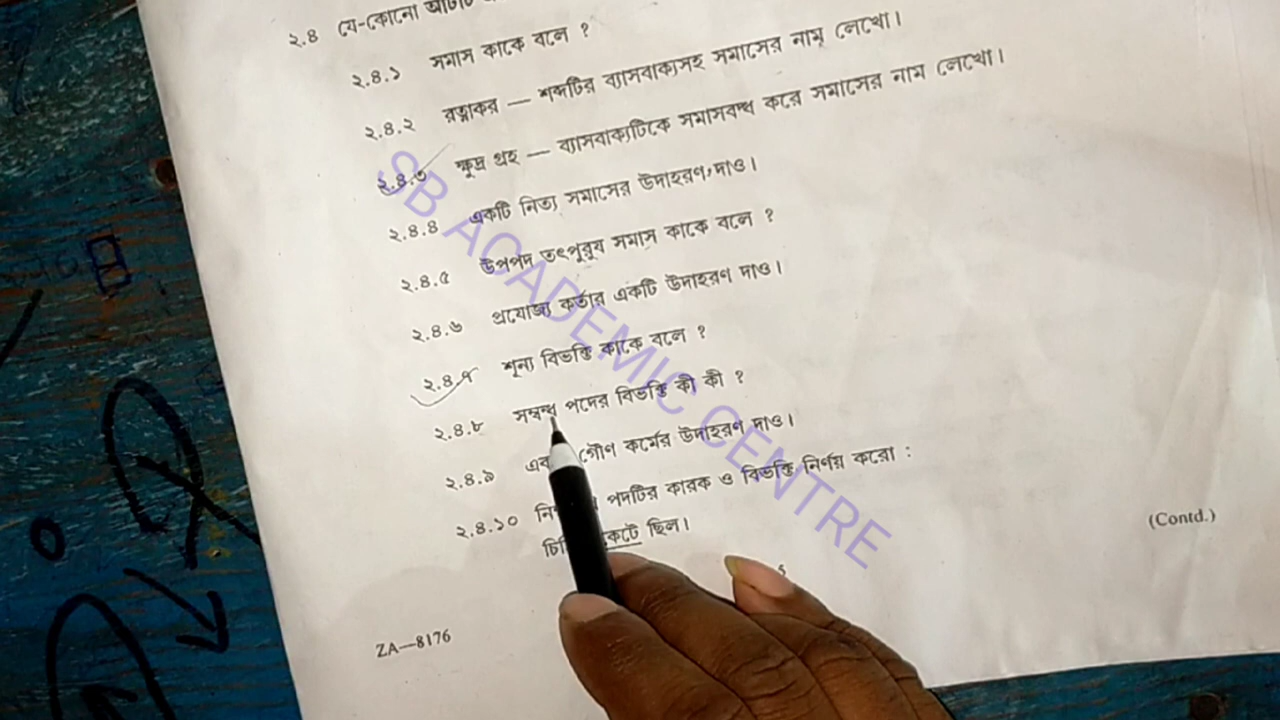 ২.৪ যে-কোনো আটটি
২.৪.১ সমাস কাকে বলে ?
২.৪.২ রত্নাকর — শব্দটির ব্যাসবাক্যসহ সমাসের নাম লেখো।
২.৪.৩ ক্ষুদ্র গ্রহ — ব্যাসবাক্যটিকে সমাসবদ্ধ করে সমাসের নাম লেখো।
২.৪.৪ একটি নিত্য সমাসের উদাহরণ দাও।
২.৪.৫ উপপদ তৎপুরুষ সমাস কাকে বলে ?
২.৪.৬ প্রযোজ্য কর্তার একটি উদাহরণ দাও।
২.৪.৭ শূন্য বিভক্তি কাকে বলে ?
২.৪.৮ সম্বন্ধ পদের বিভক্তি কী কী ?
২.৪.৯ গৌণ কর্মের উদাহরণ দাও।
২.৪.১০ পদটির কারক ও বিভক্তি নির্ণয় করো :
ছিল।
(Contd.)
5
ZA—8176
SB ACADEMIC CENTRE